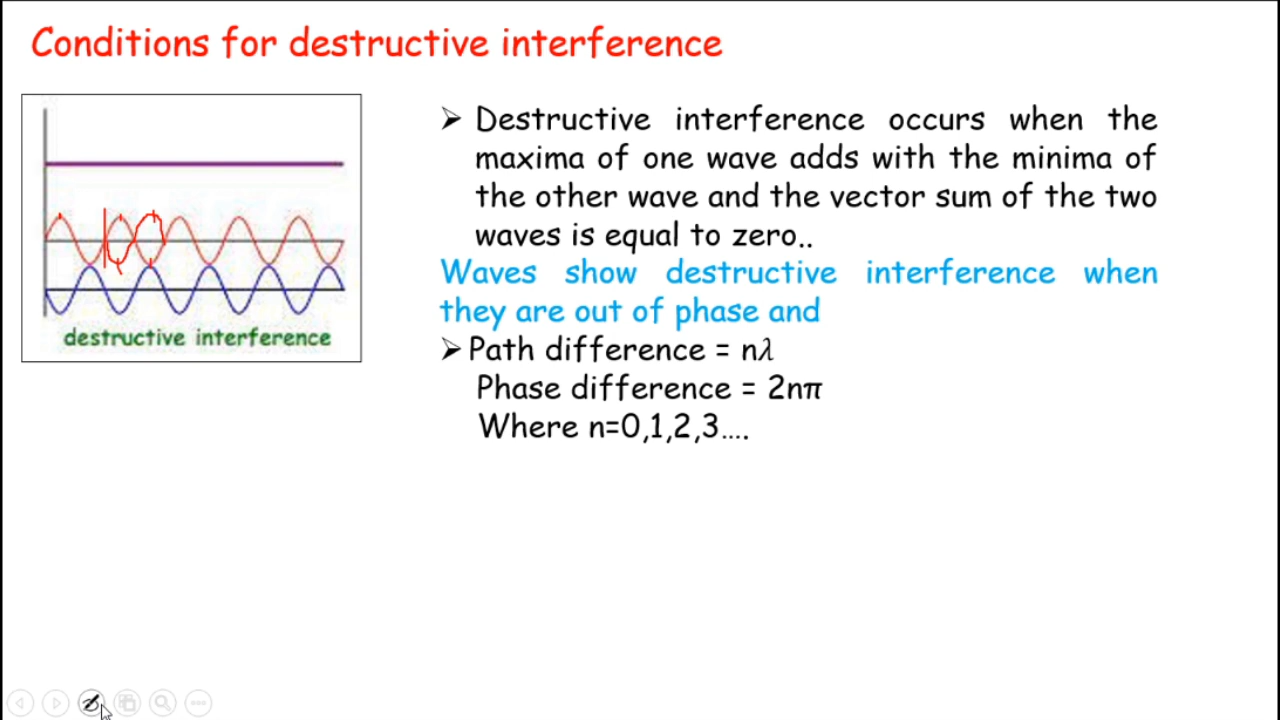 Conditions for destructive interference
destructive interference
➢ Destructive interference occurs when the
maxima of one wave adds with the minima of
the other wave and the vector sum of the two
waves is equal to zero..
Waves show destructive interference when
they are out of phase and
➢ Path difference = nλ
Phase difference = 2nπ
Where n=0,1,2,3….